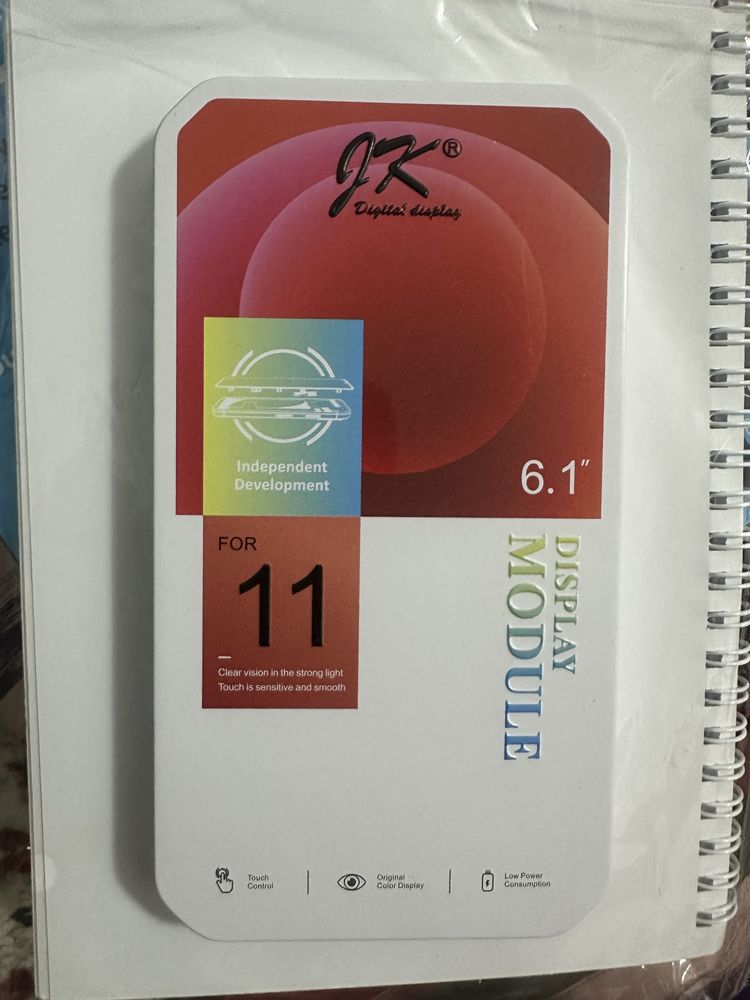 JK®
Digital display
Independent
Development
6.1"
FOR
11
Clear vision in the strong light
Touch is sensitive and smooth
DISPLAY
MODULE
Touch
Control
Original
Color Display
Low Power
Consumption